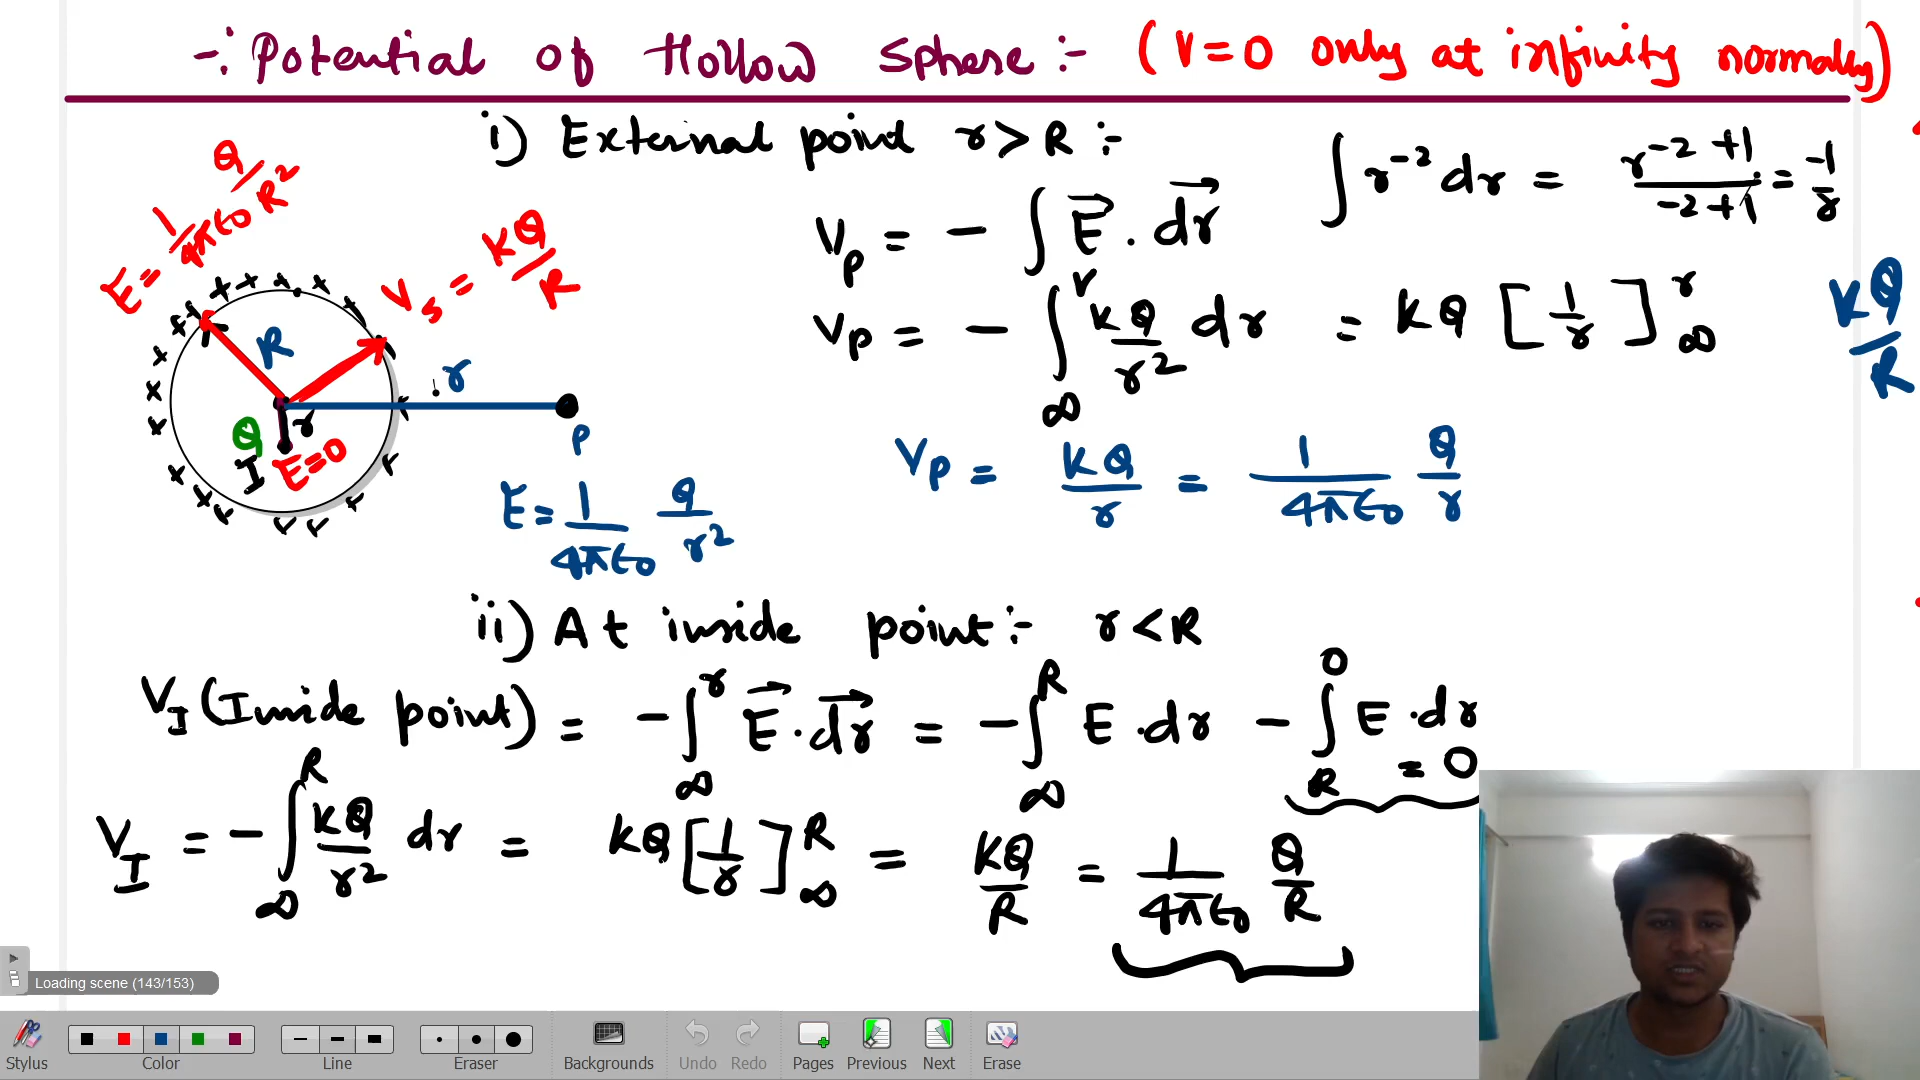 -: Potential of Hollow Sphere :- (V=0 only at infinity normally)
i) External point r > R :-
∫ r⁻² dr = r⁻²⁺¹ / -2+1 = -1/r
E = 1/4πε₀ Q/R²
Vs = kQ/R
R
r
Q
r
I
E=0
P
E = 1/4πε₀ Q/r²
Vp = - ∫ E⃗ . dr⃗
Vp = - ∫∞^r kQ/r² dr = kQ [1/r]∞^r
kQ/R
Vp = kQ/r = 1/4πε₀ Q/r
ii) At inside point :- r < R
V_I (Inside point) = - ∫∞^r E⃗ . dr⃗ = - ∫∞^R E . dr - ∫R^0 E . dr
= 0
V_I = - ∫∞^R kQ/r² dr = kQ [1/r]∞^R = kQ/R = 1/4πε₀ Q/R
Loading scene (143/153)
Stylus Color Line Eraser Backgrounds Undo Redo Pages Previous Next Erase